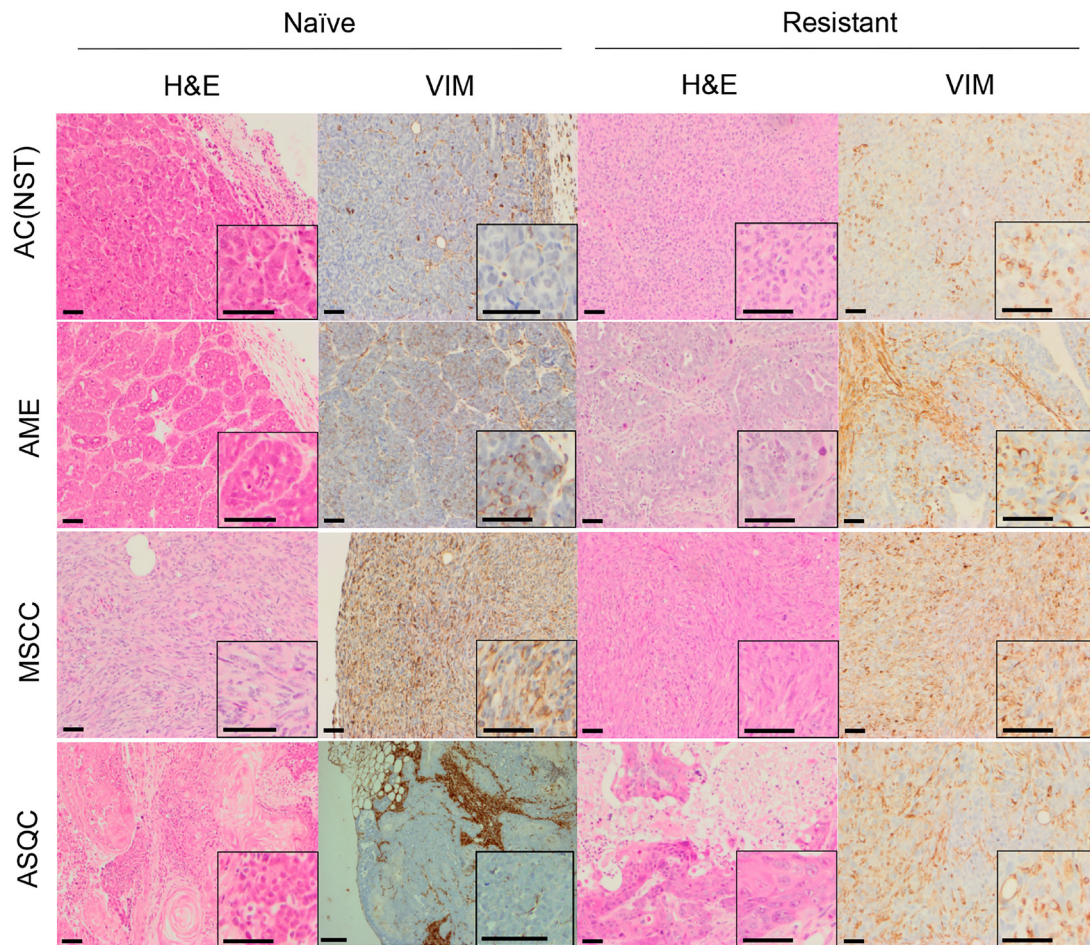 Naïve Resistant
H&E VIM H&E VIM
AC(NST)
AME
MSCC
ASQC